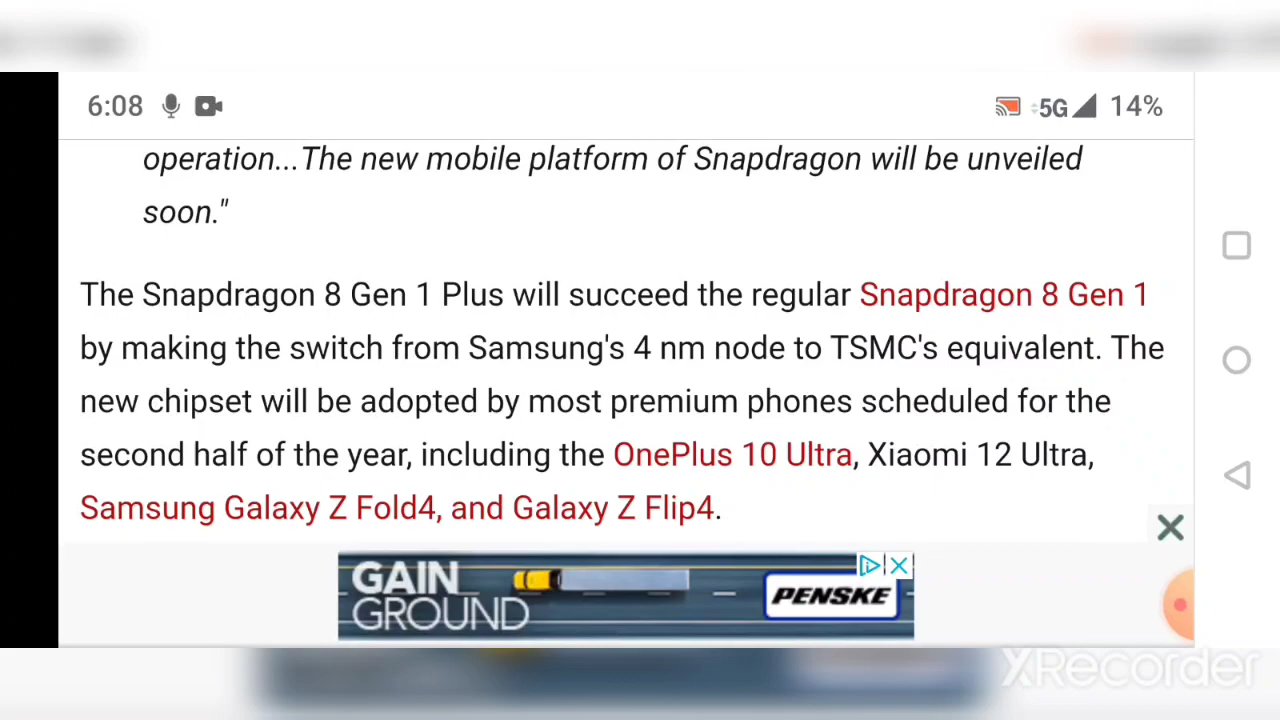 6:08 5G 14%
operation...The new mobile platform of Snapdragon will be unveiled
soon."
The Snapdragon 8 Gen 1 Plus will succeed the regular Snapdragon 8 Gen 1
by making the switch from Samsung's 4 nm node to TSMC's equivalent. The
new chipset will be adopted by most premium phones scheduled for the
second half of the year, including the OnePlus 10 Ultra, Xiaomi 12 Ultra,
Samsung Galaxy Z Fold4, and Galaxy Z Flip4.
GAIN
GROUND
PENSKE
XRecorder